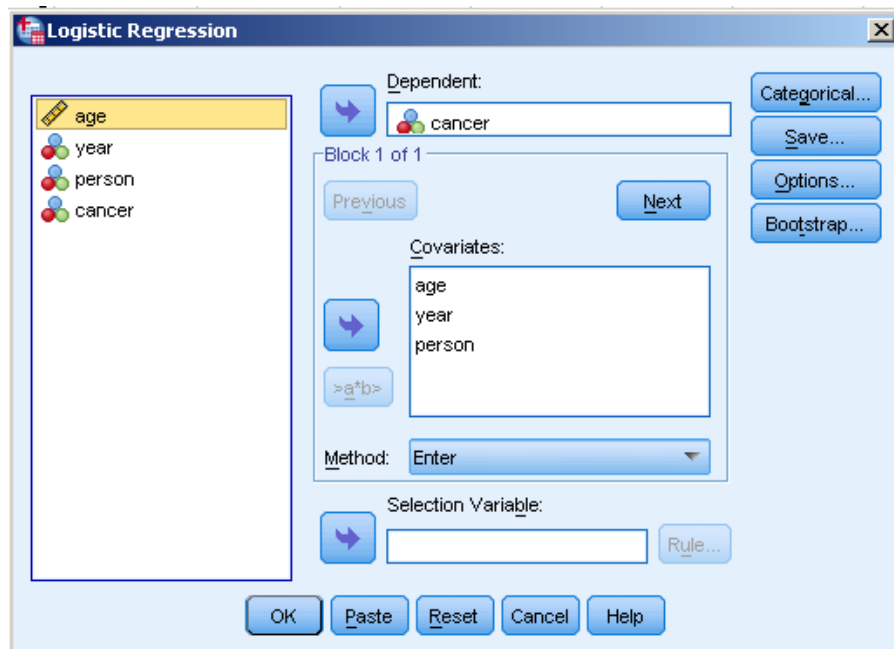 Logistic Regression
age
year
person
cancer
Dependent:
cancer
Block 1 of 1
Previous
Next
Covariates:
age
year
person
>a*b>
Method:
Enter
Selection Variable:
Rule...
Categorical...
Save...
Options...
Bootstrap...
OK
Paste
Reset
Cancel
Help